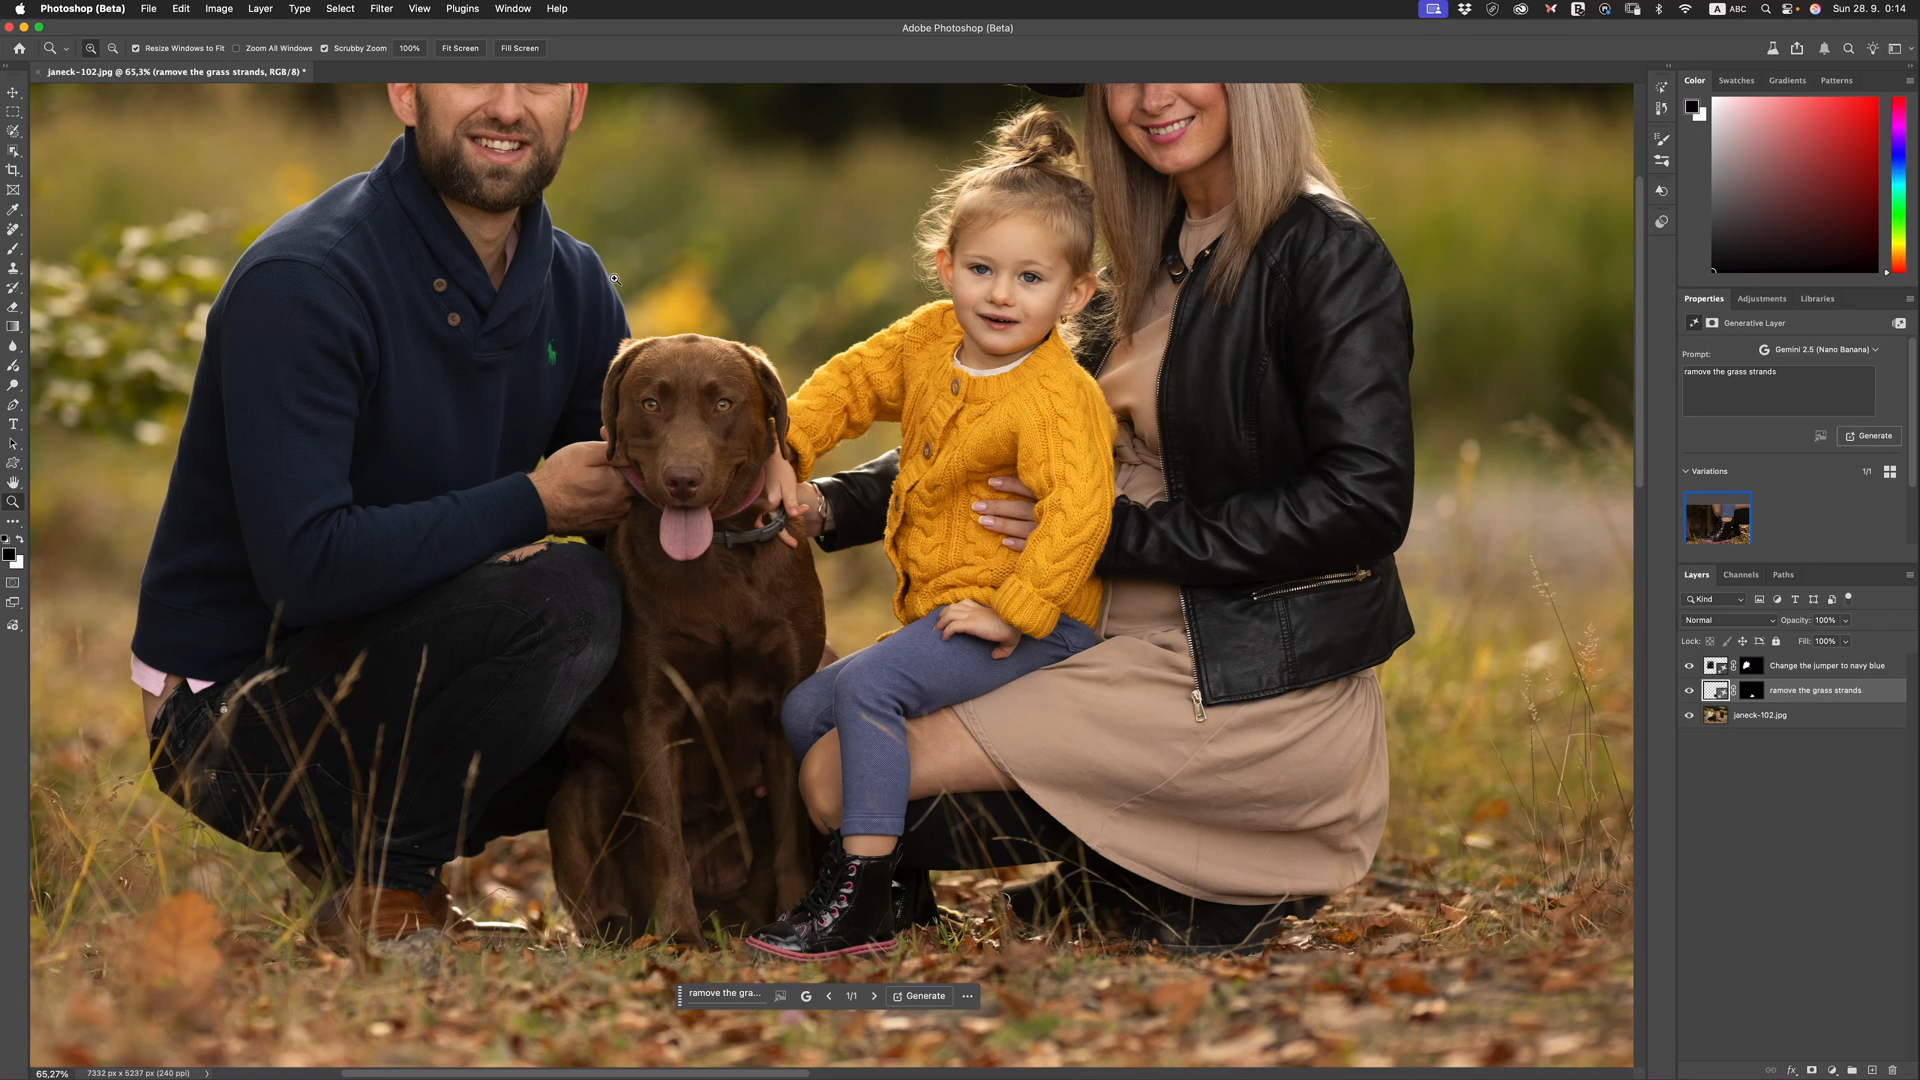 Photoshop (Beta) File Edit Image Layer Type Select Filter View Plugins Window Help A ABC Sun 28. 9. 0:14
Adobe Photoshop (Beta)
Resize Windows to Fit Zoom All Windows Scrubby Zoom 100% Fit Screen Fill Screen
janeck-102.jpg @ 65,3% (ramove the grass strands, RGB/8) *
Color Swatches Gradients Patterns
Properties Adjustments Libraries
Generative Layer
Prompt: Gemini 2.5 (Nano Banana)
ramove the grass strands
Generate
Variations 1/1
Layers Channels Paths
Kind
Normal Opacity: 100%
Lock: Fill: 100%
Change the jumper to navy blue
ramove the grass strands
janeck-102.jpg
ramove the gra... 1/1 Generate
65,27% 7332 px x 5237 px (240 ppi)